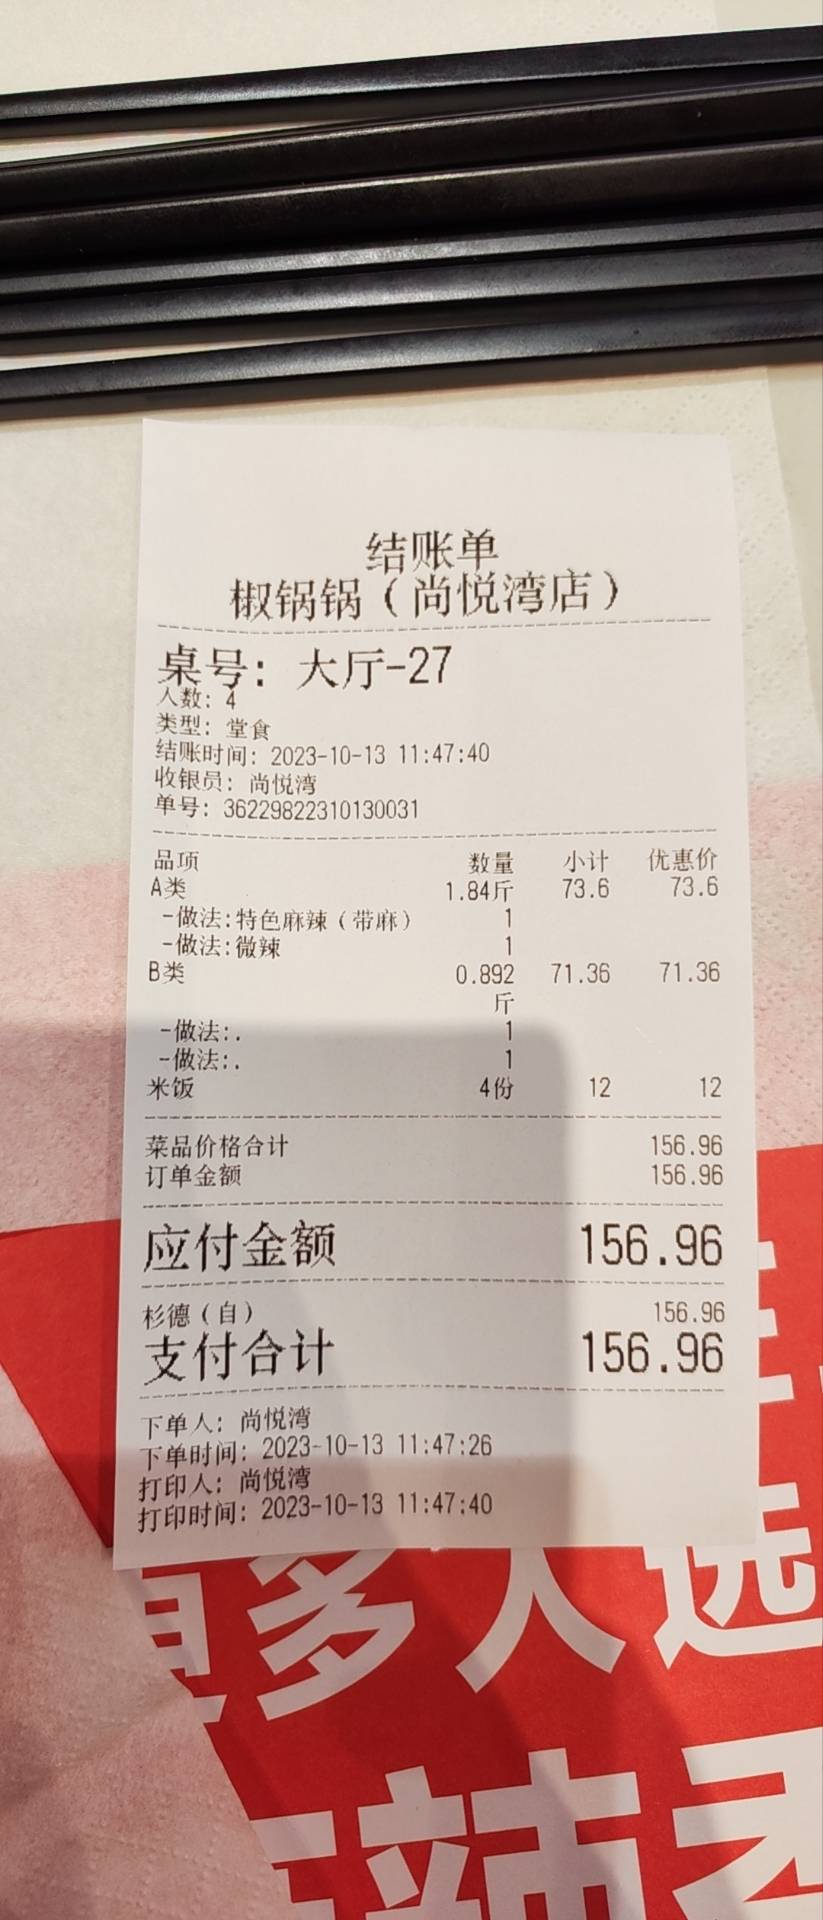 结账单
椒锅锅（尚悦湾店）
桌号: 大厅-27
人数: 4
类型: 堂食
结账时间: 2023-10-13 11:47:40
收银员: 尚悦湾
单号: 36229822310130031
品项 数量 小计 优惠价
A类 1.84斤 73.6 73.6
-做法:特色麻辣（带麻） 1
-做法:微辣 1
B类 0.892 71.36 71.36
斤
-做法:. 1
-做法:. 1
米饭 4份 12 12
菜品价格合计 156.96
订单金额 156.96
应付金额 156.96
杉德（自） 156.96
支付合计 156.96
下单人: 尚悦湾
下单时间: 2023-10-13 11:47:26
打印人: 尚悦湾
打印时间: 2023-10-13 11:47:40
多人选
辣